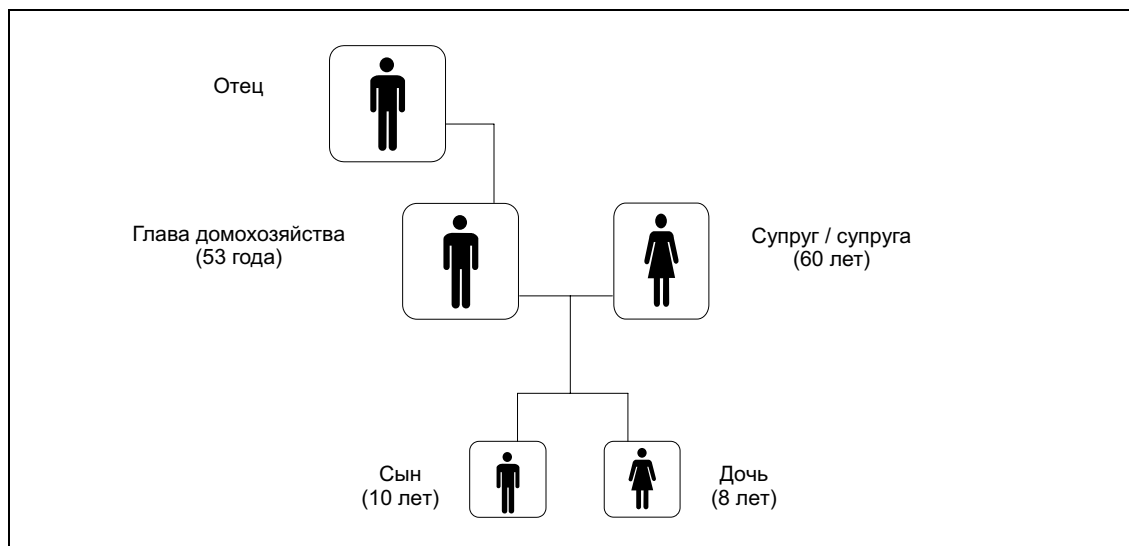 Отец
Глава домохозяйства
(53 года)
Супруг / супруга
(60 лет)
Сын
(10 лет)
Дочь
(8 лет)